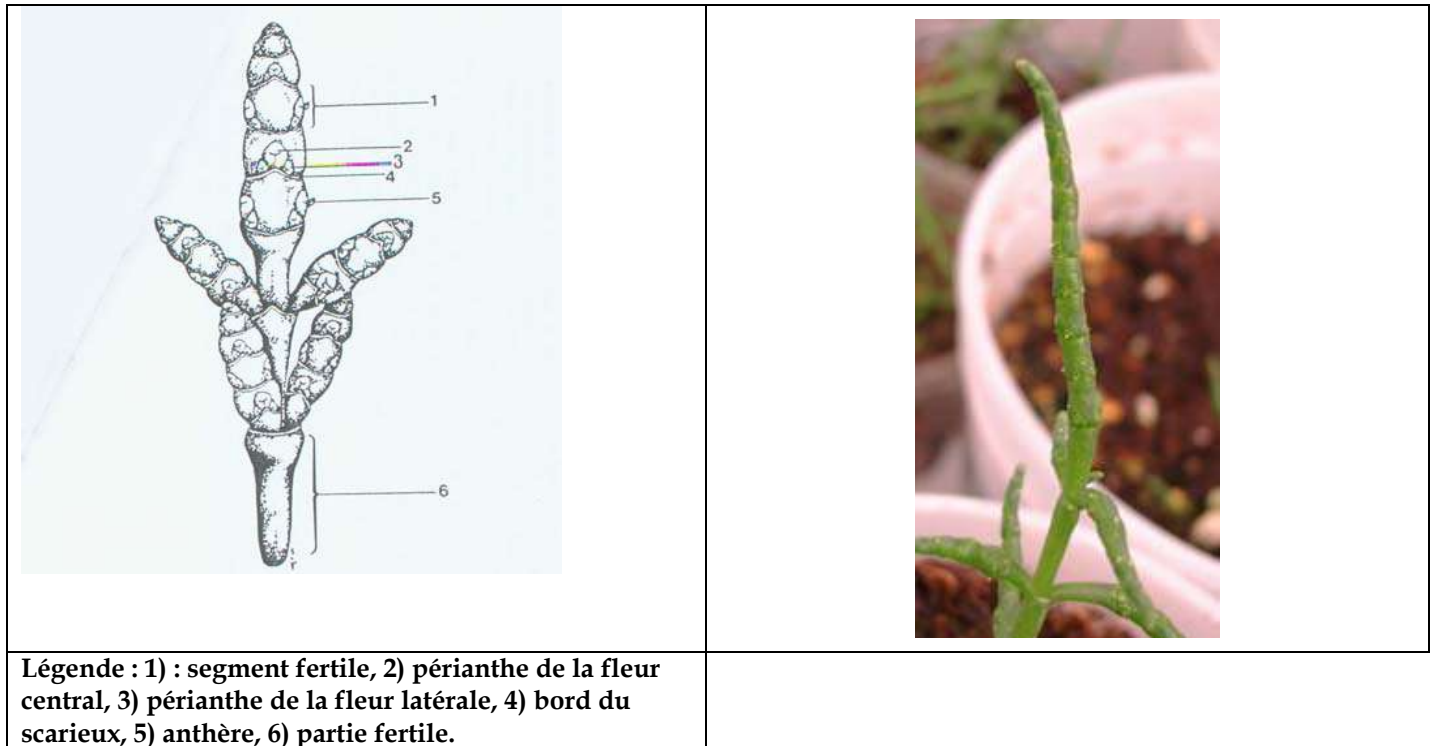 1
2
3
4
5
6
r
Légende : 1) : segment fertile, 2) périanthe de la fleur
central, 3) périanthe de la fleur latérale, 4) bord du
scarieux, 5) anthère, 6) partie fertile.